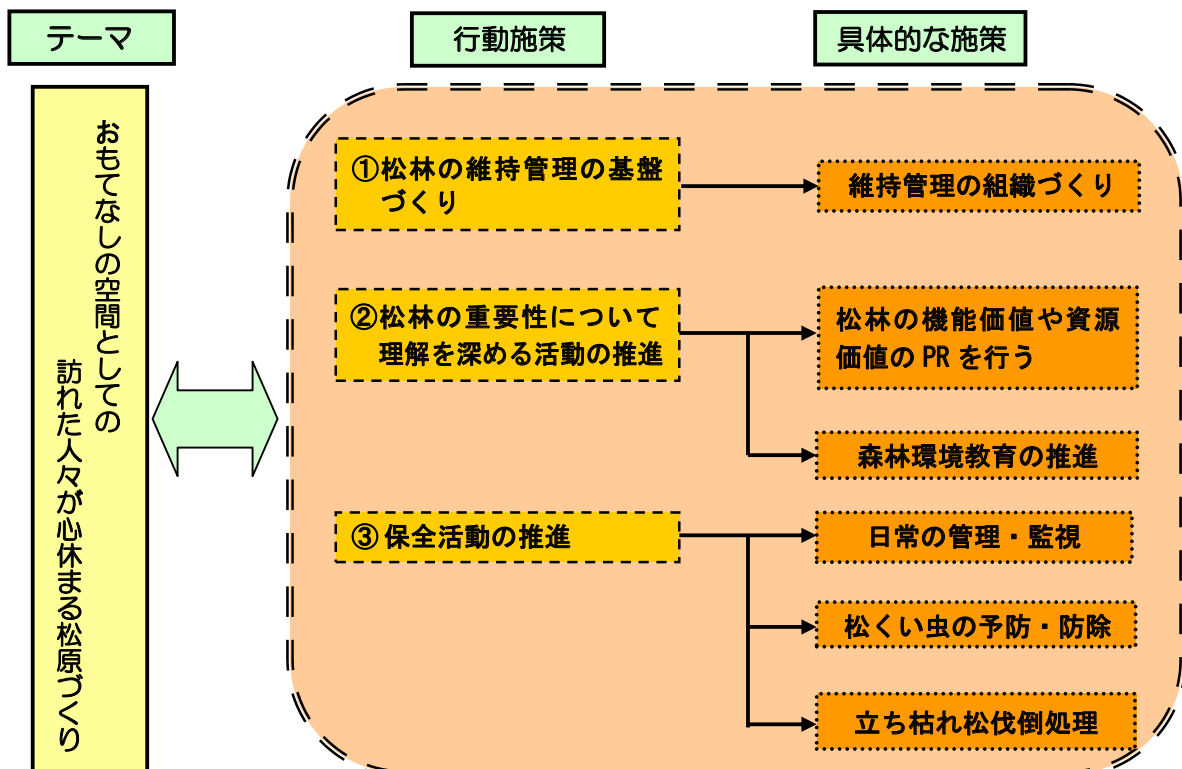 テーマ
行動施策
具体的な施策
おもてなしの空間としての
訪れた人々が心休まる松原づくり
①松林の維持管理の基盤
づくり
維持管理の組織づくり
②松林の重要性について
理解を深める活動の推進
松林の機能価値や資源
価値の PR を行う
森林環境教育の推進
③保全活動の推進
日常の管理・監視
松くい虫の予防・防除
立ち枯れ松伐倒処理